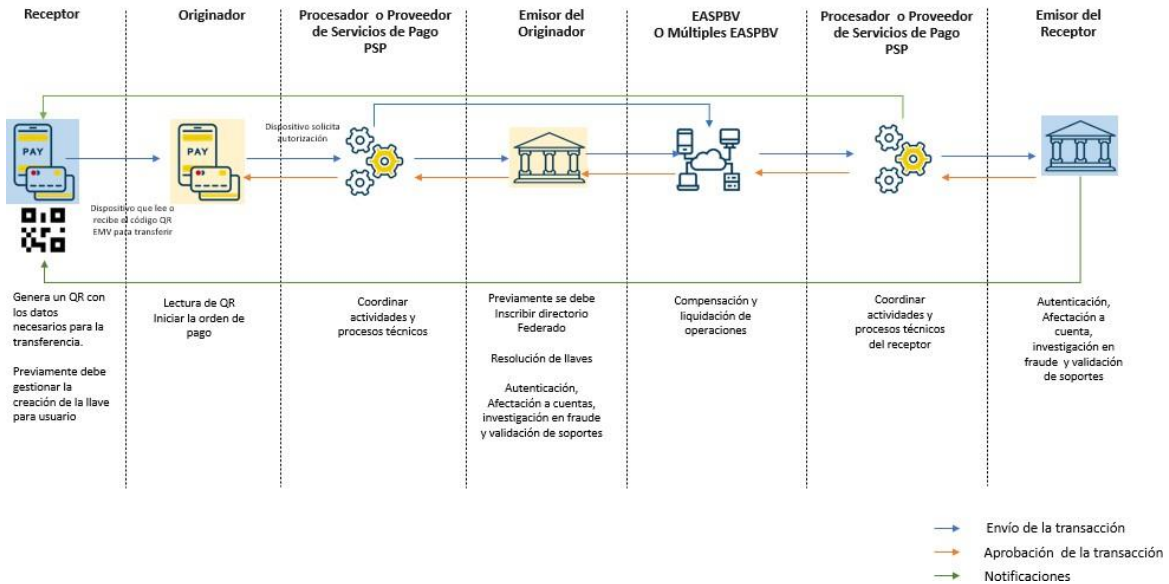 Receptor
Originador
Procesador o Proveedor
de Servicios de Pago
PSP
Emisor del
Originador
EASPBV
O Múltiples EASPBV
Procesador o Proveedor
de Servicios de Pago
PSP
Emisor del
Receptor
PAY
PAY
Dispositivo solicita
autorización
Dispositivo que lee o
recibe el código QR
EMV para transferir
Genera un QR con
los datos
necesarios para la
transferencia.
Previamente debe
gestionar la
creación de la llave
para usuario
Lectura de QR
Iniciar la orden de
pago
Coordinar
actividades y
procesos técnicos
Previamente se debe
Inscribir directorio
Federado
Resolución de llaves
Autenticación,
Afectación a cuentas,
investigación en fraude
y validación de soportes
Compensación y
liquidación de
operaciones
Coordinar
actividades y
procesos técnicos
del receptor
Autenticación,
Afectación a
cuenta,
investigación en
fraude y validación
de soportes
Envío de la transacción
Aprobación de la transacción
Notificaciones